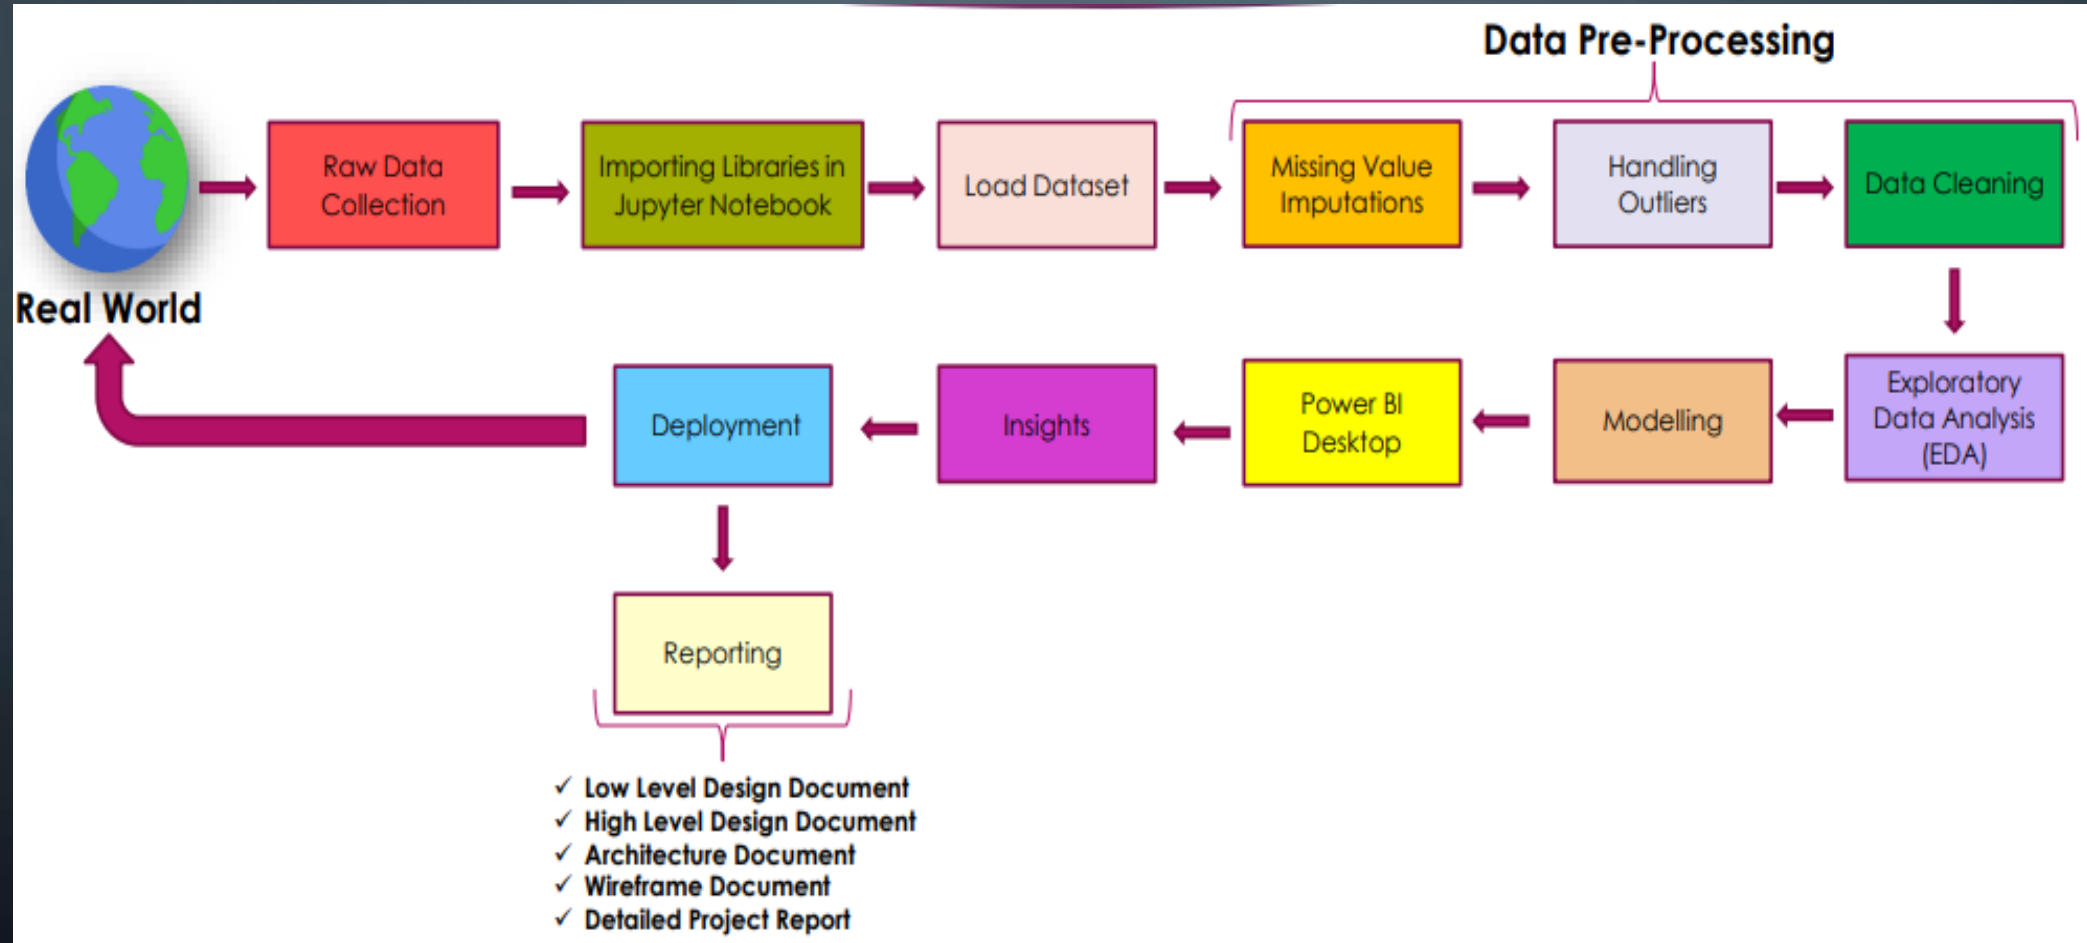 Data Pre-Processing
Raw Data
Collection
Importing Libraries in
Jupyter Notebook
Load Dataset
Missing Value
Imputations
Handling
Outliers
Data Cleaning
Real World
Deployment
Insights
Power BI
Desktop
Modelling
Exploratory
Data Analysis
(EDA)
Reporting
✓ Low Level Design Document
✓ High Level Design Document
✓ Architecture Document
✓ Wireframe Document
✓ Detailed Project Report